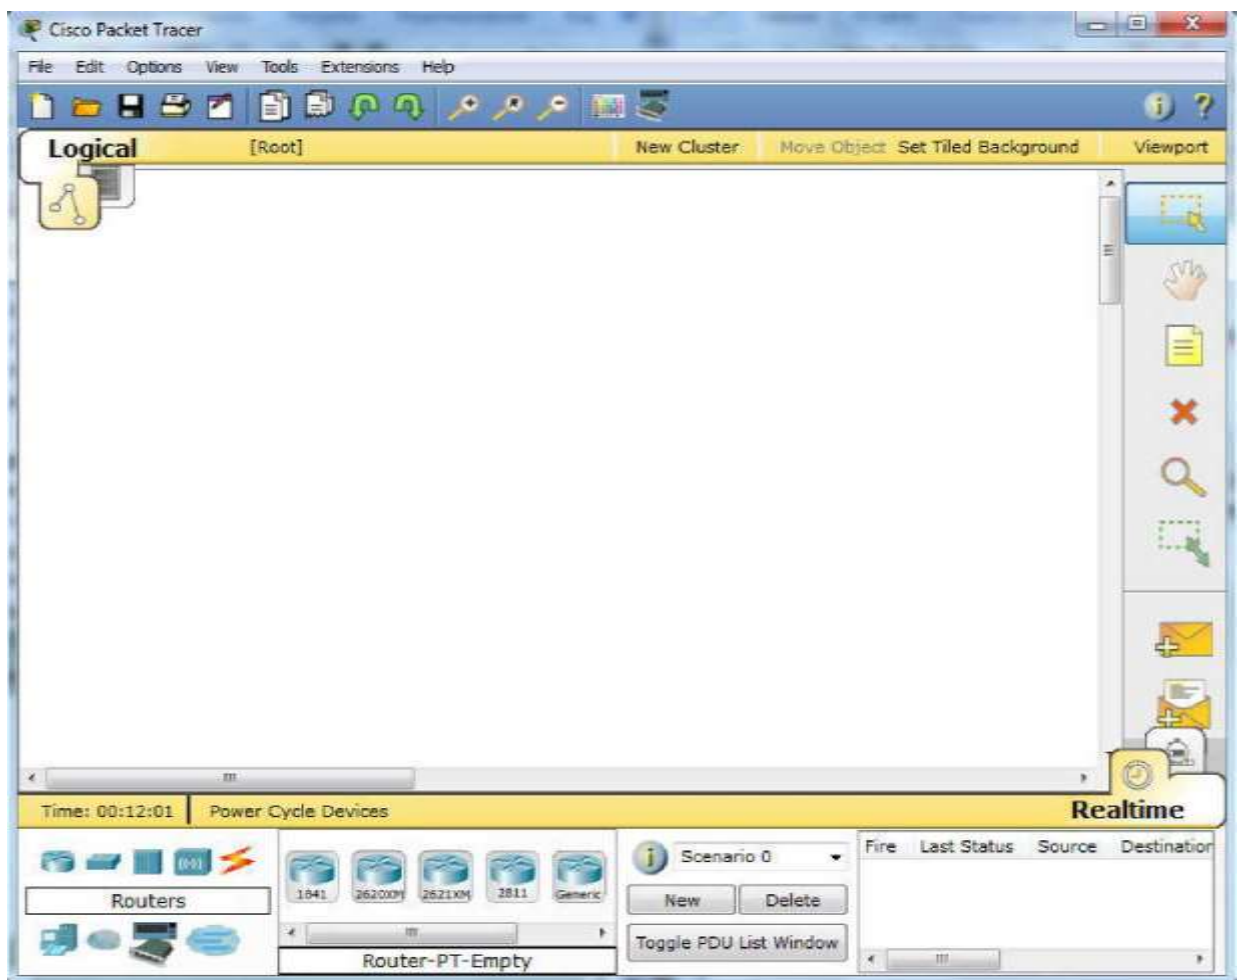 Cisco Packet Tracer
File Edit Options View Tools Extensions Help
Logical [Root] New Cluster Move Object Set Tiled Background Viewport
Time: 00:12:01 Power Cycle Devices Realtime
Scenario 0 Fire Last Status Source Destination
1841 2620XM 2621XM 2811 Generic
Routers New Delete
Toggle PDU List Window
Router-PT-Empty